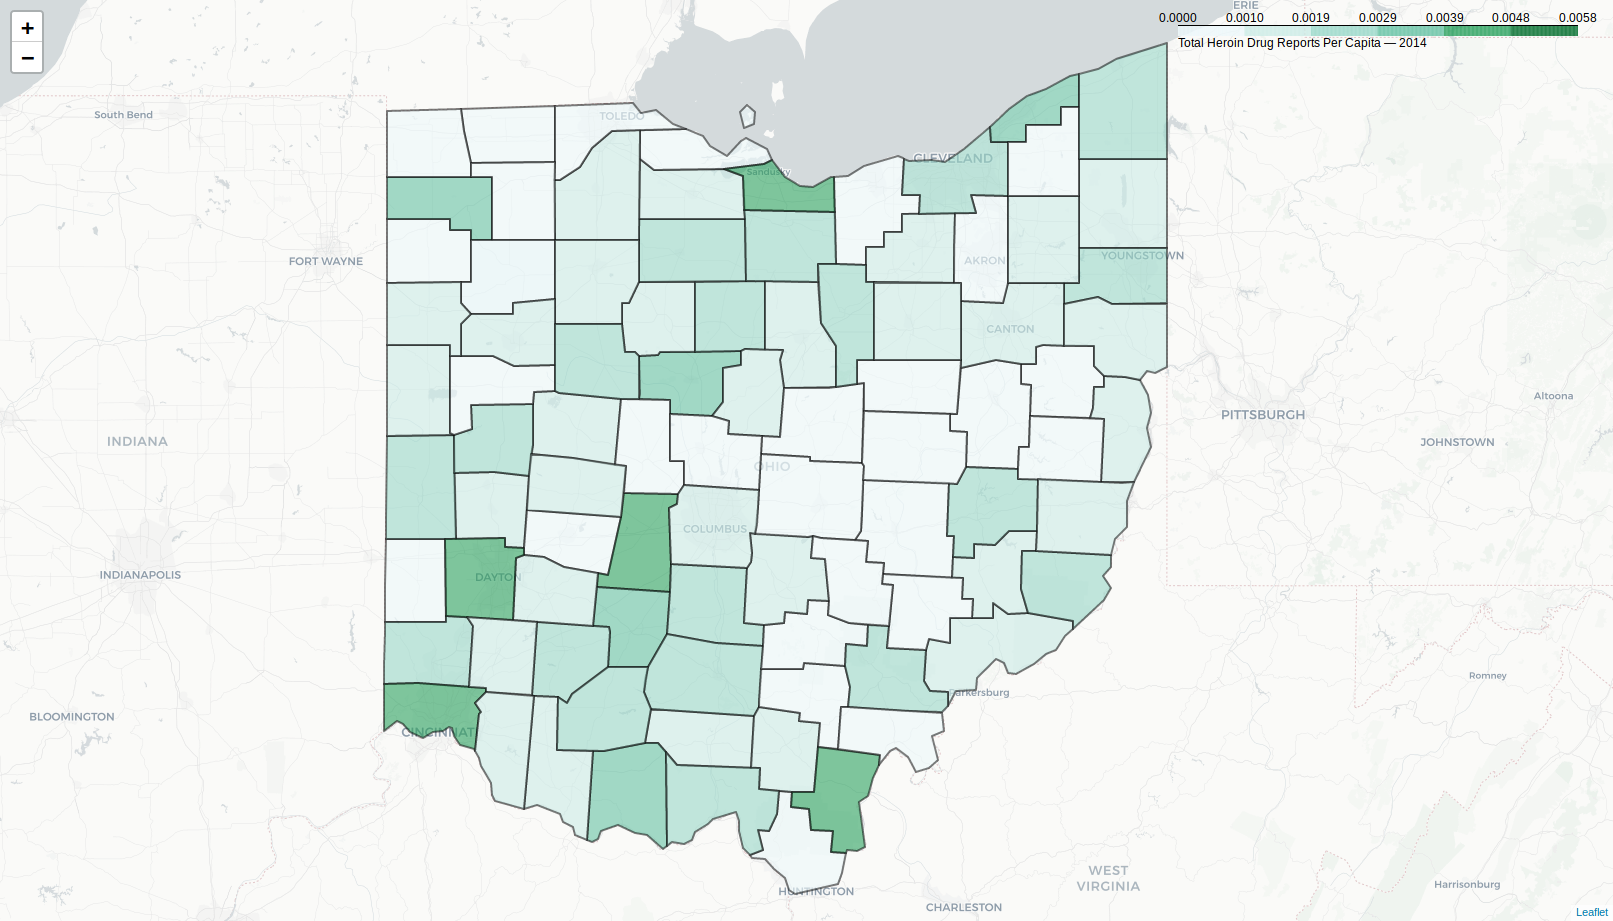 +
−
ERIE
0.0000 0.0010 0.0019 0.0029 0.0039 0.0048 0.0058
Total Heroin Drug Reports Per Capita — 2014
South Bend
TOLEDO
CLEVELAND
Sandusky
FORT WAYNE
AKRON
YOUNGSTOWN
CANTON
Altoona
PITTSBURGH
INDIANA
JOHNSTOWN
OHIO
COLUMBUS
INDIANAPOLIS
DAYTON
Romney
Parkersburg
BLOOMINGTON
CINCINNAT
WEST
VIRGINIA
Harrisonburg
HUNTINGTON
CHARLESTON
Leaflet